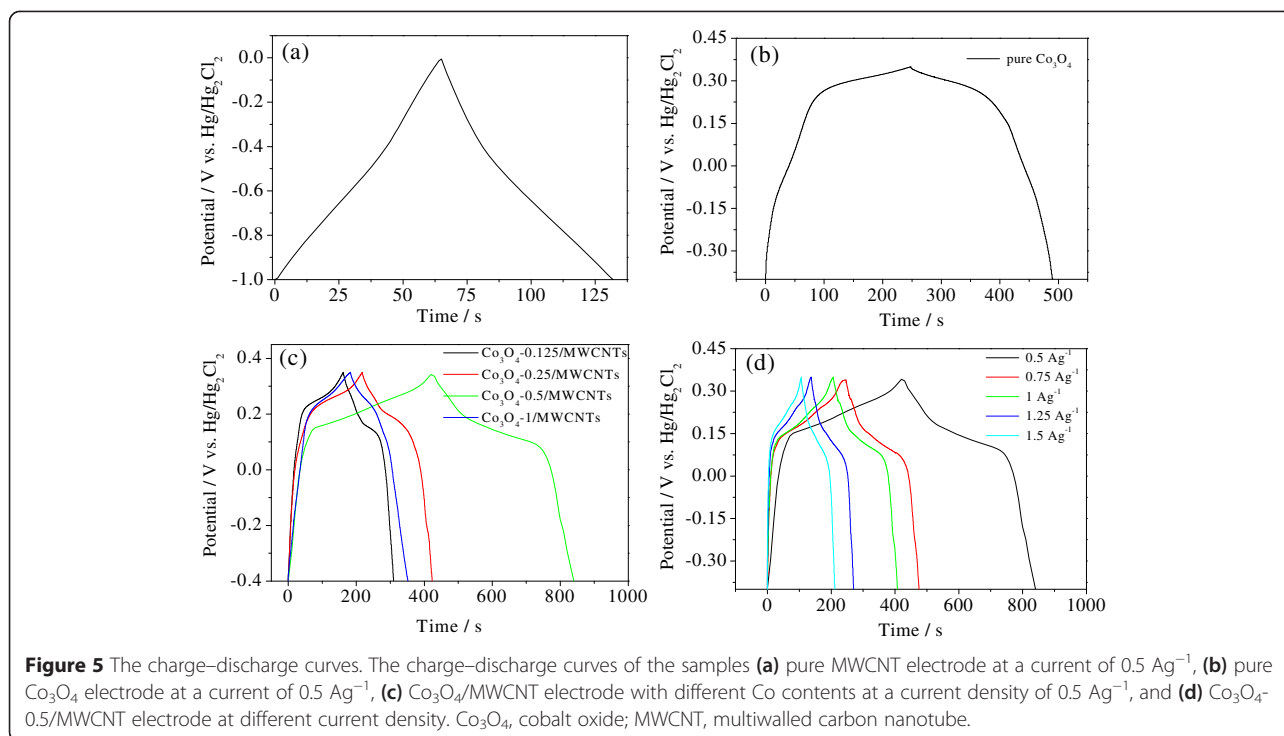 (a)
0.0
-0.2
-0.4
-0.6
-0.8
-1.0
Potential / V vs. Hg/Hg₂Cl₂
0 25 50 75 100 125
Time / s
(b)
pure Co₃O₄
0.45
0.30
0.15
0.00
-0.15
-0.30
Potential / V vs. Hg/Hg₂Cl₂
0 100 200 300 400 500
Time / s
(c)
Co₃O₄-0.125/MWCNTs
Co₃O₄-0.25/MWCNTs
Co₃O₄-0.5/MWCNTs
Co₃O₄-1/MWCNTs
0.4
0.2
0.0
-0.2
-0.4
Potential / V vs. Hg/Hg₂Cl₂
0 200 400 600 800 1000
Time / s
(d)
0.5 Ag⁻¹
0.75 Ag⁻¹
1 Ag⁻¹
1.25 Ag⁻¹
1.5 Ag⁻¹
0.45
0.30
0.15
0.00
-0.15
-0.30
Potential / V vs. Hg/Hg₂Cl₂
0 200 400 600 800 1000
Time / s
Figure 5 The charge–discharge curves. The charge–discharge curves of the samples (a) pure MWCNT electrode at a current of 0.5 Ag⁻¹, (b) pure
Co₃O₄ electrode at a current of 0.5 Ag⁻¹, (c) Co₃O₄/MWCNT electrode with different Co contents at a current density of 0.5 Ag⁻¹, and (d) Co₃O₄-
0.5/MWCNT electrode at different current density. Co₃O₄, cobalt oxide; MWCNT, multiwalled carbon nanotube.